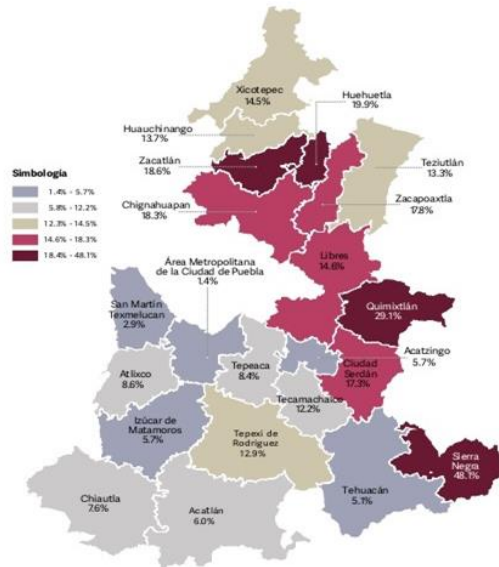 Xicotepec
14.5%
Huehuetla
19.9%
Huauchinango
13.7%
Zacatlán
18.6%
Teziutlán
13.3%
Simbología
1.4% - 5.7%
5.8% - 12.2%
12.3% - 14.5%
14.6% - 18.3%
18.4% - 48.1%
Chignahuapan
18.3%
Zacapoaxtla
17.8%
Libres
14.6%
Área Metropolitana
de la Ciudad de Puebla
1.4%
San Martín
Texmelucan
2.9%
Quimixtlán
29.1%
Acatzingo
5.7%
Atlixco
8.6%
Tepeaca
8.4%
Ciudad
Serdán
17.3%
Tecamachalco
12.2%
Izúcar de
Matamoros
5.7%
Tepexi de
Rodríguez
12.9%
Sierra
Negra
48.1%
Tehuacán
5.1%
Chiautla
7.6%
Acatlán
6.0%